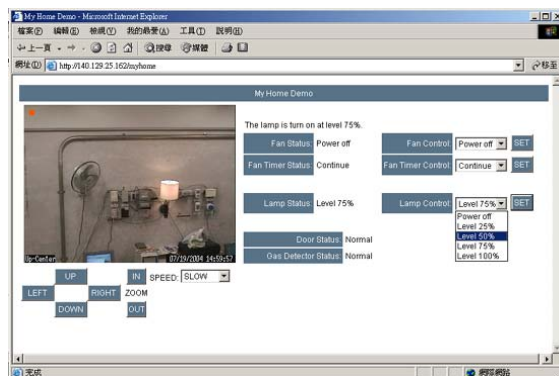 My Home Demo - Microsoft Internet Explorer
檔案(F) 編輯(E) 檢視(V) 我的最愛(A) 工具(T) 說明(H)
上一頁 搜尋 媒體
網址(D) http://140.129.25.162/myhome 移至
My Home Demo
The lamp is turn on at level 75%.
Fan Status: Power off Fan Control: Power off SET
Fan Timer Status: Continue Fan Timer Control: Continue SET
Lamp Status: Level 75% Lamp Control: Level 75% SET
Power off
Level 25%
Level 50%
Level 75%
Level 100%
Door Status: Normal
Gas Detector Status: Normal
Up-Center 07/29/2004 14:59:57
UP IN SPEED: SLOW
LEFT RIGHT ZOOM
DOWN OUT
完成 網際網路